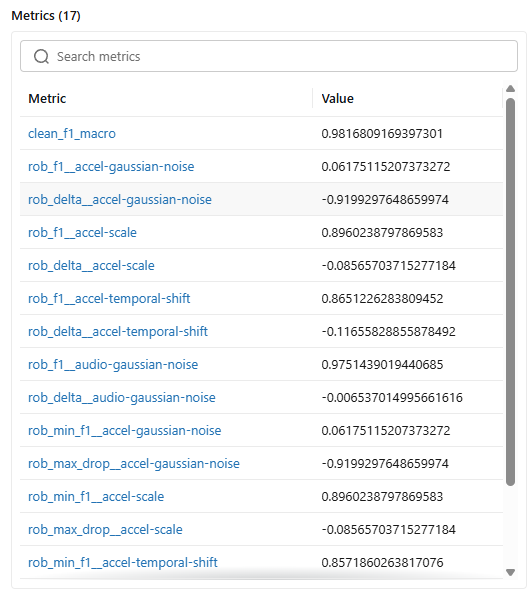 Metrics (17)
Search metrics
Metric Value
clean_f1_macro 0.9816809169397301
rob_f1__accel-gaussian-noise 0.06175115207373272
rob_delta__accel-gaussian-noise -0.9199297648659974
rob_f1__accel-scale 0.8960238797869583
rob_delta__accel-scale -0.08565703715277184
rob_f1__accel-temporal-shift 0.8651226283809452
rob_delta__accel-temporal-shift -0.11655828855878492
rob_f1__audio-gaussian-noise 0.9751439019440685
rob_delta__audio-gaussian-noise -0.006537014995661616
rob_min_f1__accel-gaussian-noise 0.06175115207373272
rob_max_drop__accel-gaussian-noise -0.9199297648659974
rob_min_f1__accel-scale 0.8960238797869583
rob_max_drop__accel-scale -0.08565703715277184
rob_min_f1__accel-temporal-shift 0.8571860263817076